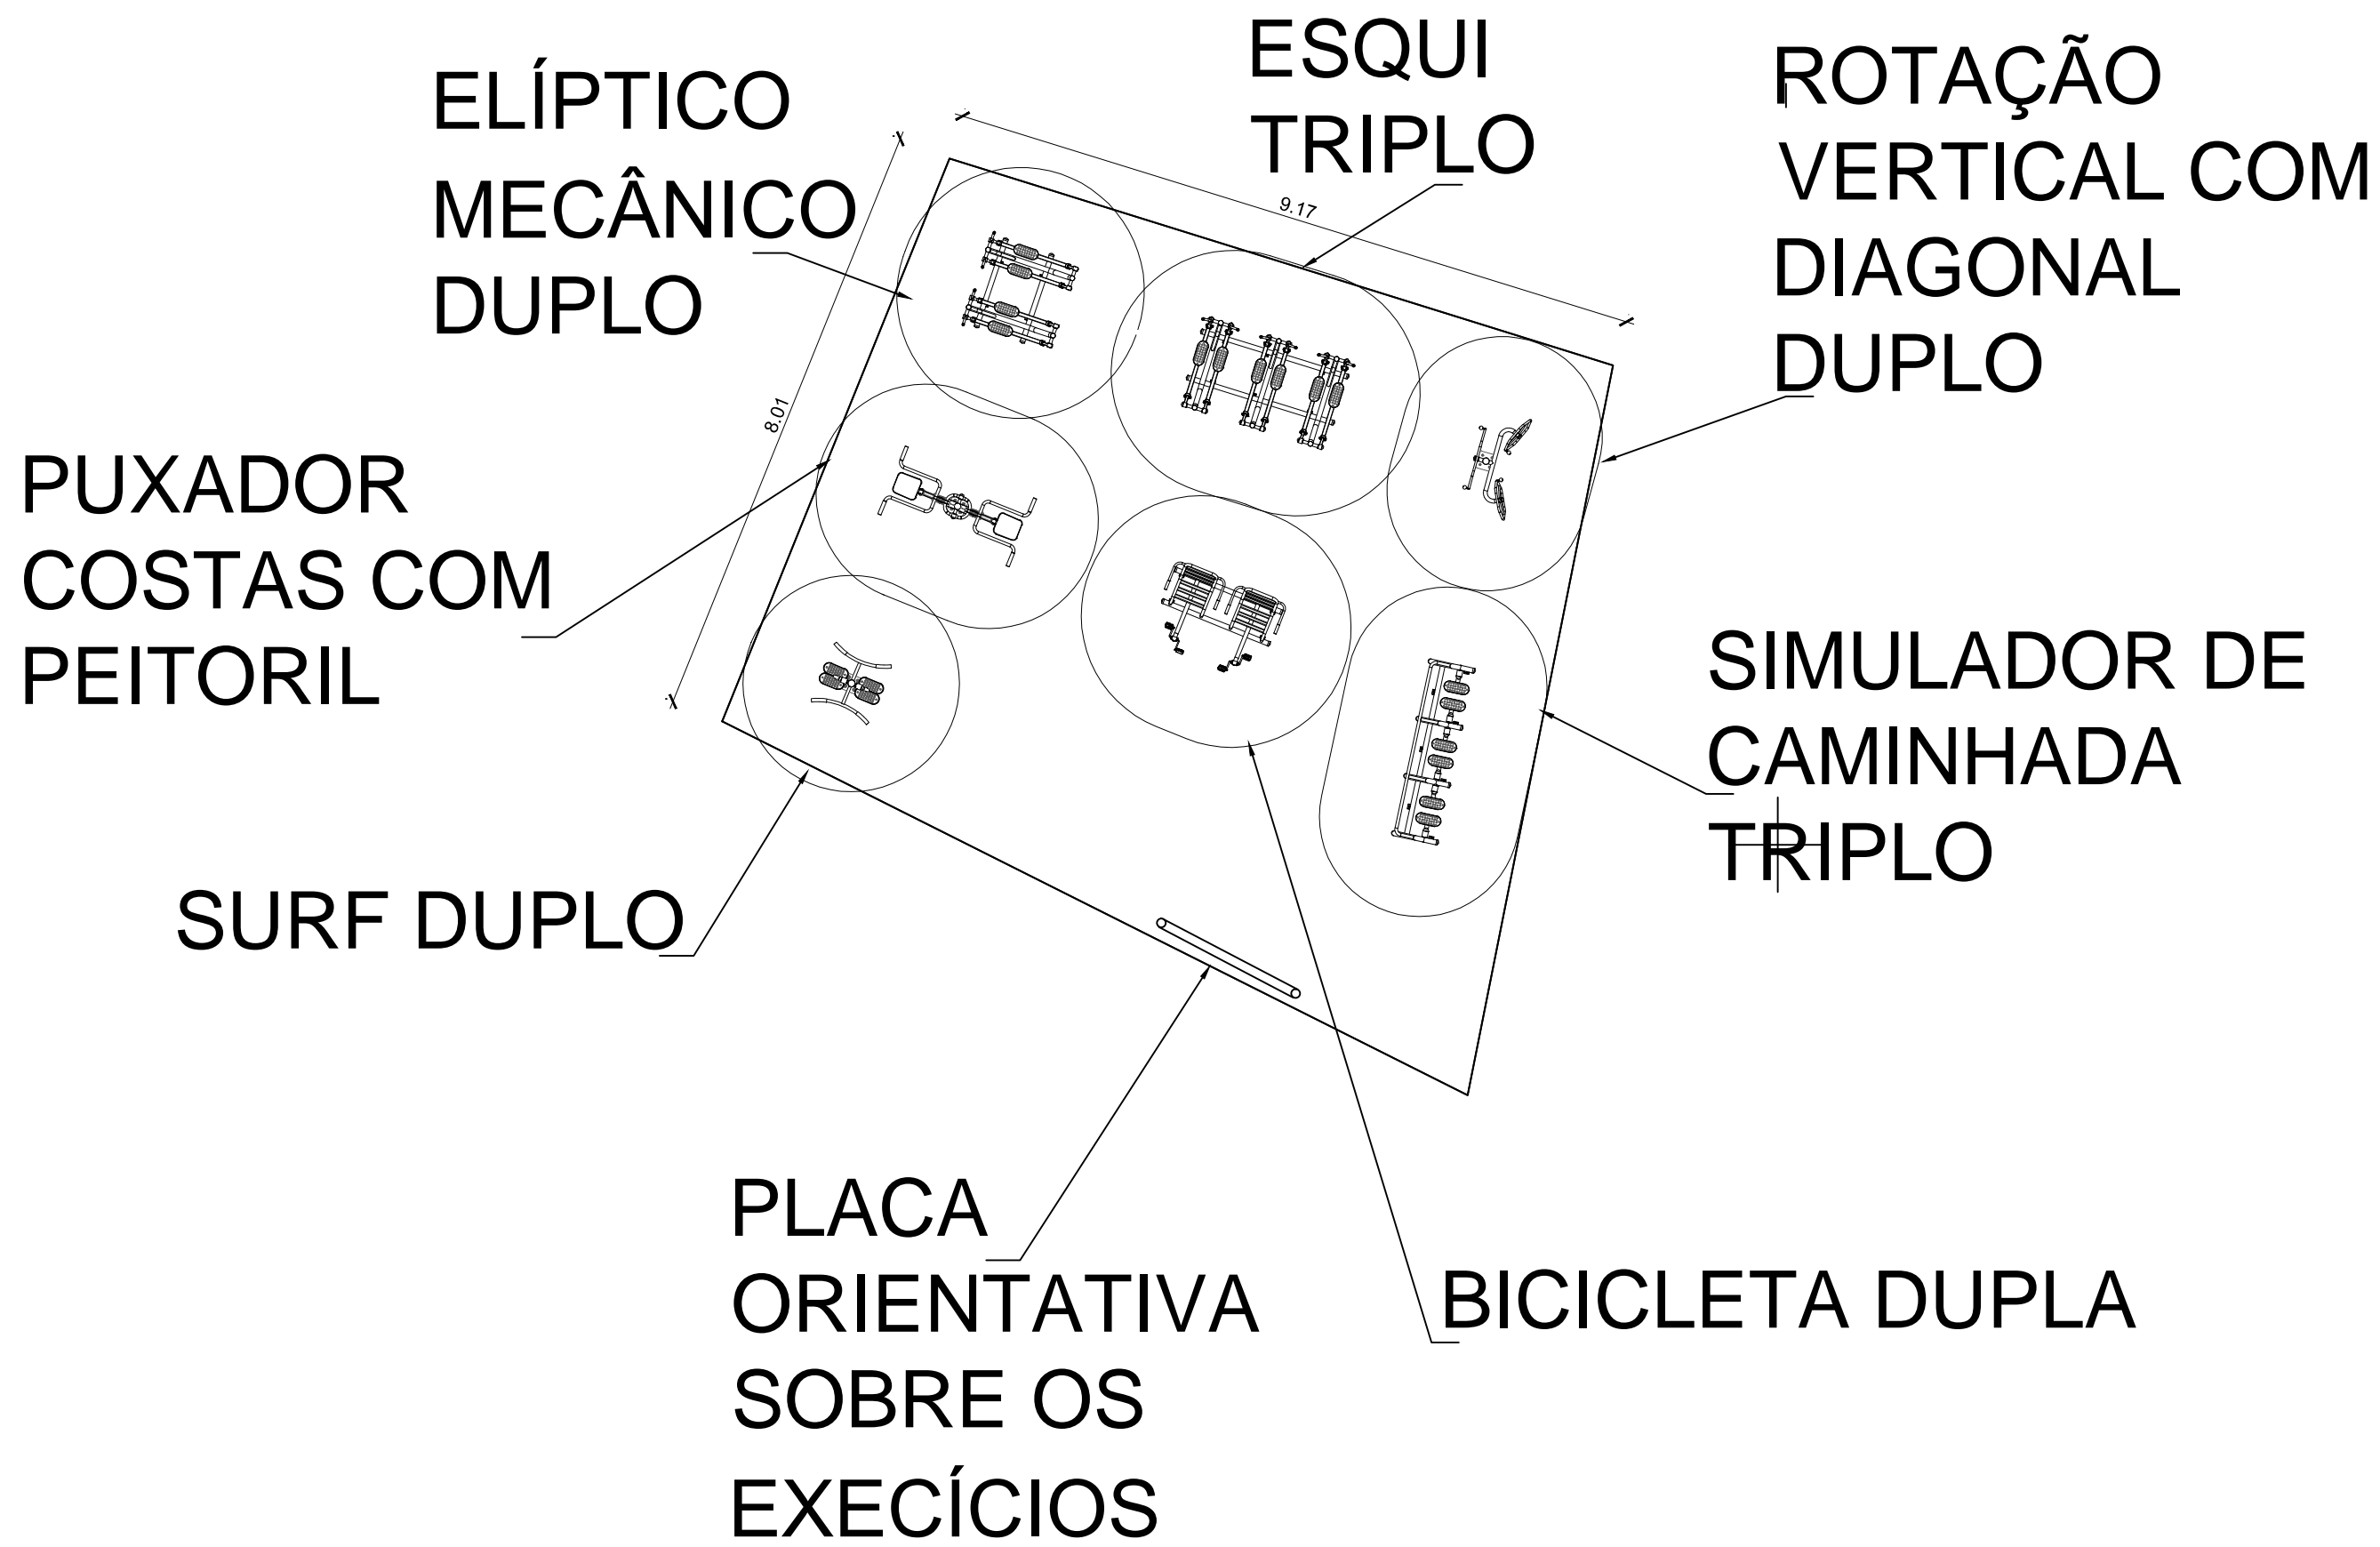 ESQUI
TRIPLO
ELÍPTICO
MECÂNICO
DUPLO
ROTAÇÃO
VERTICAL COM
DIAGONAL
DUPLO
9.17
8.01
PUXADOR
COSTAS COM
PEITORIL
SIMULADOR DE
CAMINHADA
TRIPLO
SURF DUPLO
PLACA
ORIENTATIVA
SOBRE OS
EXECÍCIOS
BICICLETA DUPLA